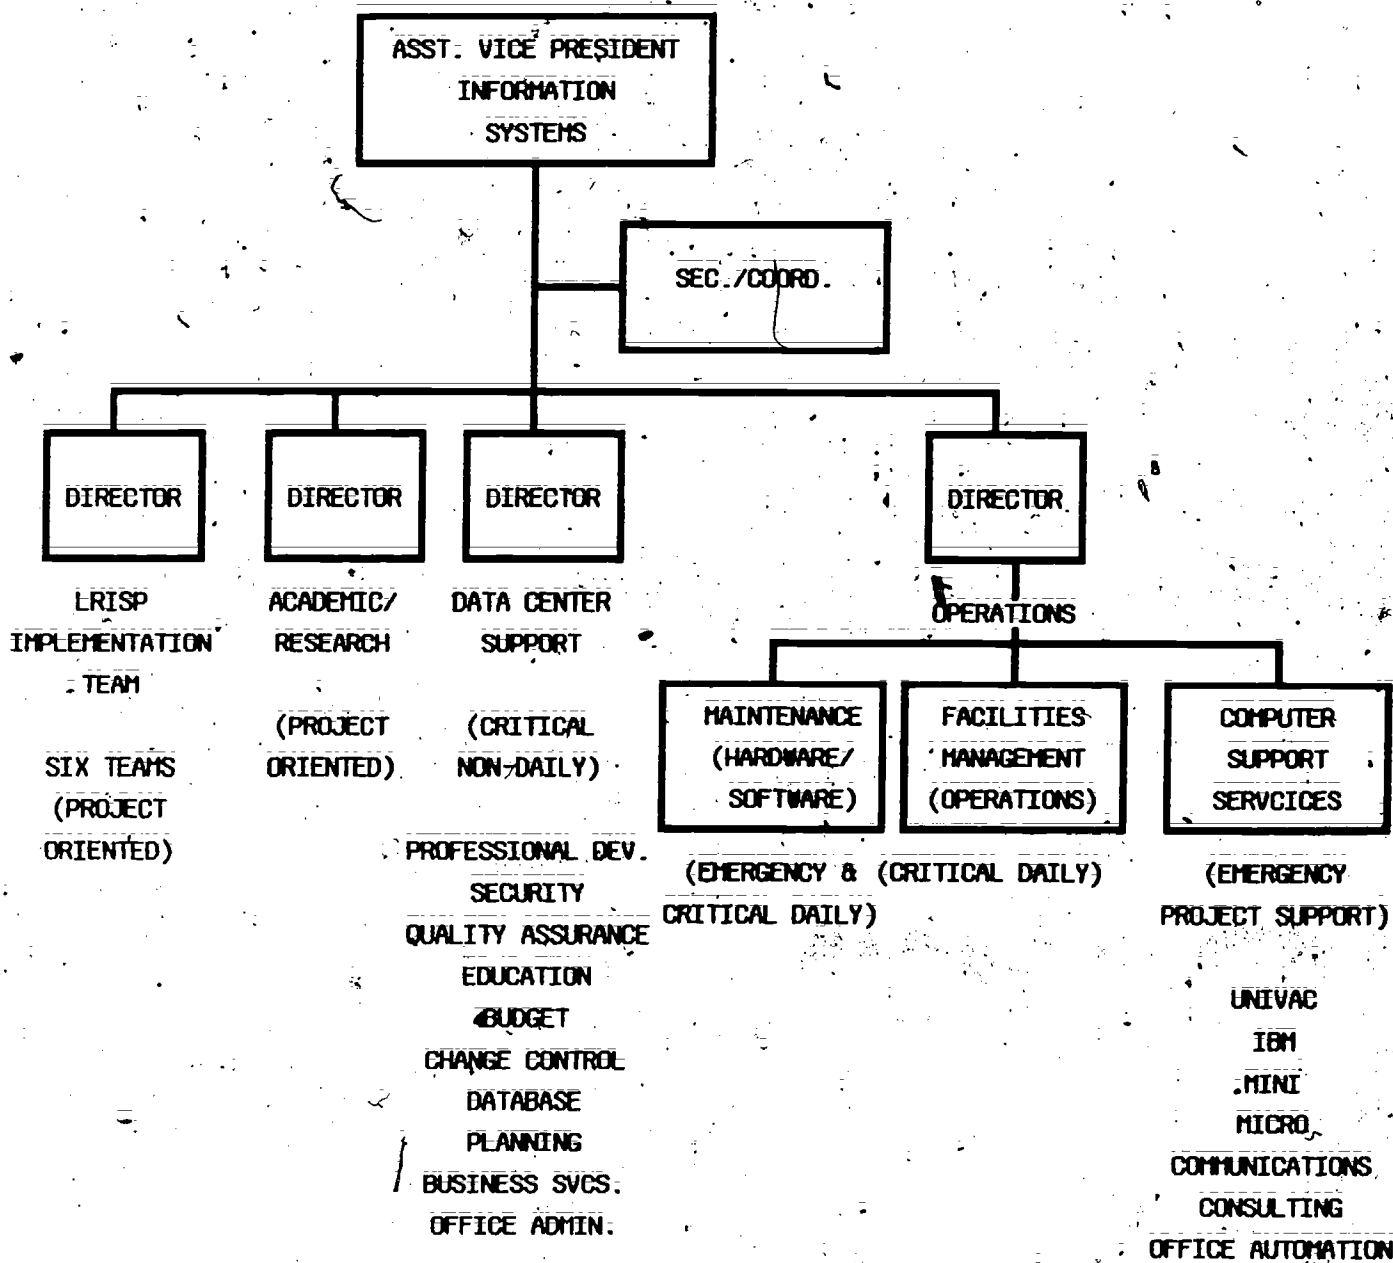 ASST. VICE PRESIDENT
INFORMATION
SYSTEMS
SEC./COORD.
DIRECTOR
LRISP
IMPLEMENTATION
TEAM
SIX TEAMS
(PROJECT
ORIENTED)
DIRECTOR
ACADEMIC/
RESEARCH
(PROJECT
ORIENTED)
DIRECTOR
DATA CENTER
SUPPORT
(CRITICAL
NON-DAILY)
PROFESSIONAL DEV.
SECURITY
QUALITY ASSURANCE
EDUCATION
BUDGET
CHANGE CONTROL
DATABASE
PLANNING
BUSINESS SVCS.
OFFICE ADMIN.
DIRECTOR
OPERATIONS
MAINTENANCE
(HARDWARE/
SOFTWARE)
(EMERGENCY &
CRITICAL DAILY)
FACILITIES
MANAGEMENT
(OPERATIONS)
(CRITICAL DAILY)
COMPUTER
SUPPORT
SERVCICES
(EMERGENCY
PROJECT SUPPORT)
UNIVAC
IBM
MINI
MICRO
COMMUNICATIONS
CONSULTING
OFFICE AUTOMATION